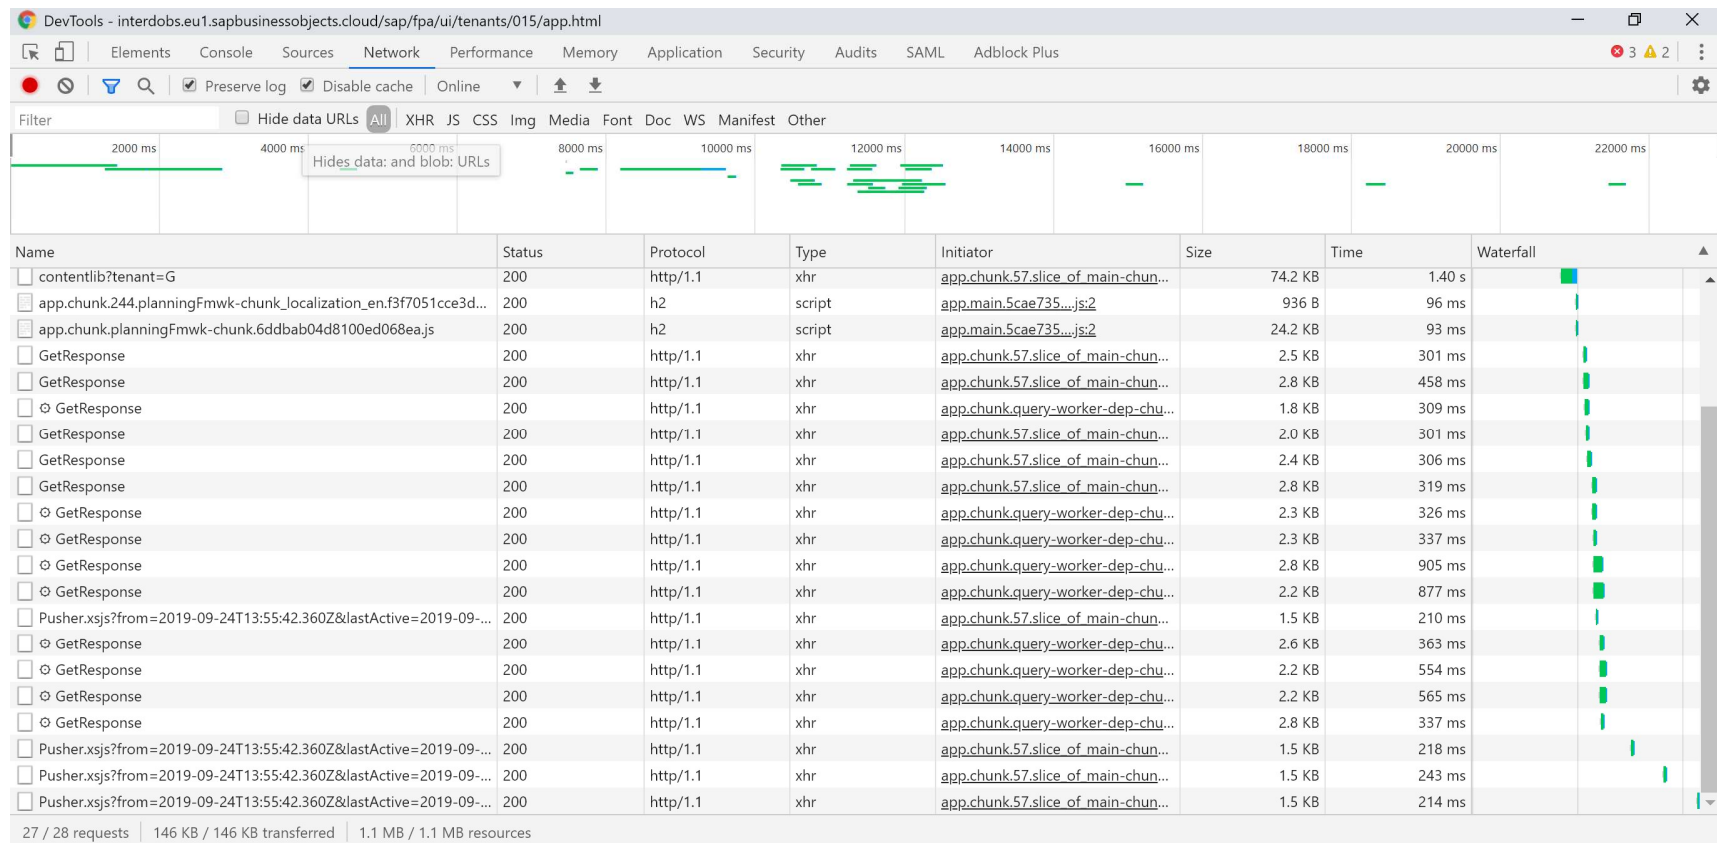 DevTools - interdobs.eu1.sapbusinessobjects.cloud/sap/fpa/ui/tenants/015/app.html
Elements Console Sources Network Performance Memory Application Security Audits SAML Adblock Plus 3 2
Preserve log Disable cache Online
Filter Hide data URLs All XHR JS CSS Img Media Font Doc WS Manifest Other
2000 ms 4000 ms 6000 ms 8000 ms 10000 ms 12000 ms 14000 ms 16000 ms 18000 ms 20000 ms 22000 ms
Hides data: and blob: URLs
Name Status Protocol Type Initiator Size Time Waterfall
contentlib?tenant=G 200 http/1.1 xhr app.chunk.57.slice_of_main-chun... 74.2 KB 1.40 s
app.chunk.244.planningFmwk-chunk_localization_en.f3f7051cce3d... 200 h2 script app.main.5cae735....js:2 936 B 96 ms
app.chunk.planningFmwk-chunk.6ddbab04d8100ed068ea.js 200 h2 script app.main.5cae735....js:2 24.2 KB 93 ms
GetResponse 200 http/1.1 xhr app.chunk.57.slice_of_main-chun... 2.5 KB 301 ms
GetResponse 200 http/1.1 xhr app.chunk.57.slice_of_main-chun... 2.8 KB 458 ms
GetResponse 200 http/1.1 xhr app.chunk.query-worker-dep-chu... 1.8 KB 309 ms
GetResponse 200 http/1.1 xhr app.chunk.57.slice_of_main-chun... 2.0 KB 301 ms
GetResponse 200 http/1.1 xhr app.chunk.57.slice_of_main-chun... 2.4 KB 306 ms
GetResponse 200 http/1.1 xhr app.chunk.57.slice_of_main-chun... 2.8 KB 319 ms
GetResponse 200 http/1.1 xhr app.chunk.query-worker-dep-chu... 2.3 KB 326 ms
GetResponse 200 http/1.1 xhr app.chunk.query-worker-dep-chu... 2.3 KB 337 ms
GetResponse 200 http/1.1 xhr app.chunk.query-worker-dep-chu... 2.8 KB 905 ms
GetResponse 200 http/1.1 xhr app.chunk.query-worker-dep-chu... 2.2 KB 877 ms
Pusher.xsjs?from=2019-09-24T13:55:42.360Z&lastActive=2019-09-... 200 http/1.1 xhr app.chunk.57.slice_of_main-chun... 1.5 KB 210 ms
GetResponse 200 http/1.1 xhr app.chunk.query-worker-dep-chu... 2.6 KB 363 ms
GetResponse 200 http/1.1 xhr app.chunk.query-worker-dep-chu... 2.2 KB 554 ms
GetResponse 200 http/1.1 xhr app.chunk.query-worker-dep-chu... 2.2 KB 565 ms
GetResponse 200 http/1.1 xhr app.chunk.query-worker-dep-chu... 2.8 KB 337 ms
Pusher.xsjs?from=2019-09-24T13:55:42.360Z&lastActive=2019-09-... 200 http/1.1 xhr app.chunk.57.slice_of_main-chun... 1.5 KB 218 ms
Pusher.xsjs?from=2019-09-24T13:55:42.360Z&lastActive=2019-09-... 200 http/1.1 xhr app.chunk.57.slice_of_main-chun... 1.5 KB 243 ms
Pusher.xsjs?from=2019-09-24T13:55:42.360Z&lastActive=2019-09-... 200 http/1.1 xhr app.chunk.57.slice_of_main-chun... 1.5 KB 214 ms
27 / 28 requests 146 KB / 146 KB transferred 1.1 MB / 1.1 MB resources